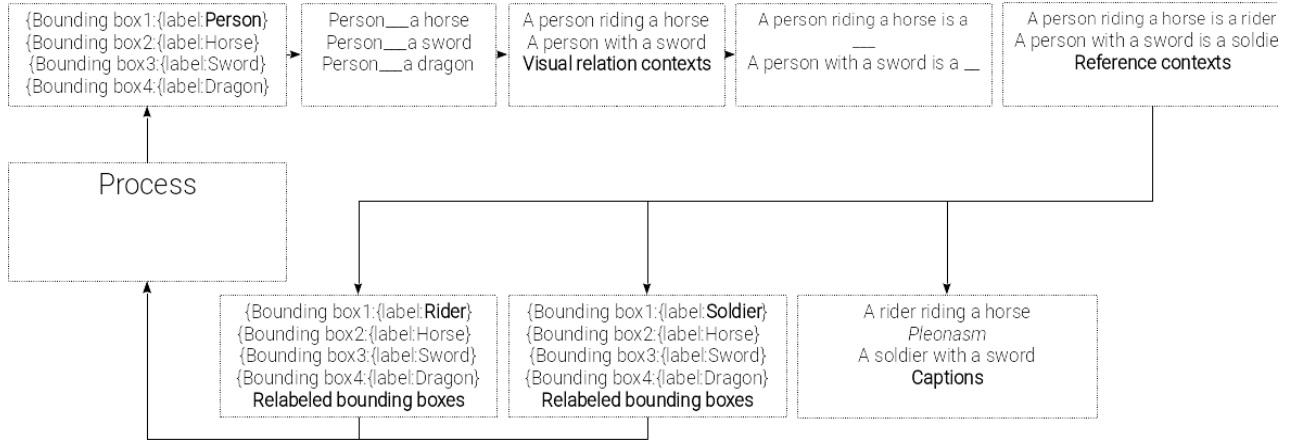 {Bounding box1:{label:Person}
{Bounding box2:{label:Horse}
{Bounding box3:{label:Sword}
{Bounding box4:{label:Dragon}
Person___a horse
Person___a sword
Person___a dragon
A person riding a horse
A person with a sword
Visual relation contexts
A person riding a horse is a
___
A person with a sword is a __
A person riding a horse is a rider
A person with a sword is a soldie
Reference contexts
Process
{Bounding box1:{label:Rider}
{Bounding box2:{label:Horse}
{Bounding box3:{label:Sword}
{Bounding box4:{label:Dragon}
Relabeled bounding boxes
{Bounding box1:{label:Soldier}
{Bounding box2:{label:Horse}
{Bounding box3:{label:Sword}
{Bounding box4:{label:Dragon}
Relabeled bounding boxes
A rider riding a horse
Pleonasm
A soldier with a sword
Captions